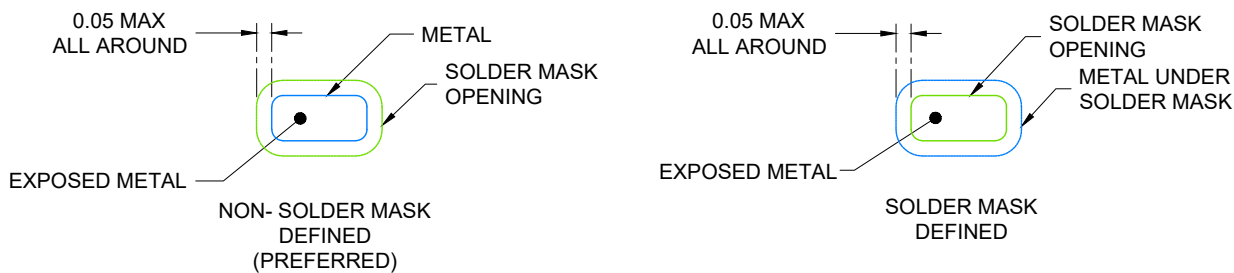 0.05 MAX
ALL AROUND
METAL
SOLDER MASK
OPENING
EXPOSED METAL
NON- SOLDER MASK
DEFINED
(PREFERRED)
0.05 MAX
ALL AROUND
SOLDER MASK
OPENING
METAL UNDER
SOLDER MASK
EXPOSED METAL
SOLDER MASK
DEFINED